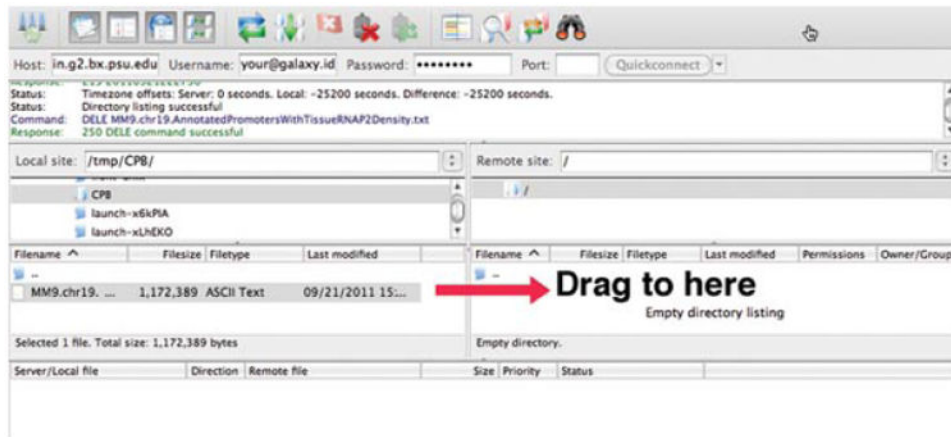 Host: in.g2.bx.psu.edu Username: your@galaxy.id Password: •••••••• Port: Quickconnect
Status: Timezone offsets: Server: 0 seconds. Local: -25200 seconds. Difference: -25200 seconds.
Status: Directory listing successful
Command: DELE MM9.chr19.AnnotatedPromotersWithTissueRNAP2Density.txt
Response: 250 DELE command successful
Local site: /tmp/CPB/ Remote site: /
CPB /
launch-x6kPIA
launch-xLhEKO
Filename Filesize Filetype Last modified Filename Filesize Filetype Last modified Permissions Owner/Group
.. ..
MM9.chr19. ... 1,172,389 ASCII Text 09/21/2011 15:... Drag to here
Empty directory listing
Selected 1 file. Total size: 1,172,389 bytes Empty directory.
Server/Local file Direction Remote file Size Priority Status